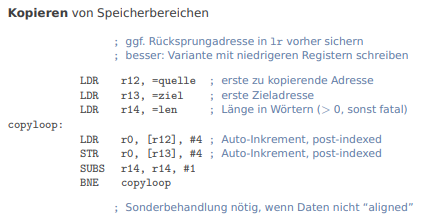 Kopieren von Speicherbereichen
; ggf. Rücksprungadresse in lr vorher sichern
; besser: Variante mit niedrigeren Registern schreiben
LDR r12, =quelle ; erste zu kopierende Adresse
LDR r13, =ziel ; erste Zieladresse
LDR r14, =len ; Länge in Wörtern (> 0, sonst fatal)
copyloop:
LDR r0, [r12], #4 ; Auto-Inkrement, post-indexed
STR r0, [r13], #4 ; Auto-Inkrement, post-indexed
SUBS r14, r14, #1
BNE copyloop
; Sonderbehandlung nötig, wenn Daten nicht “aligned”